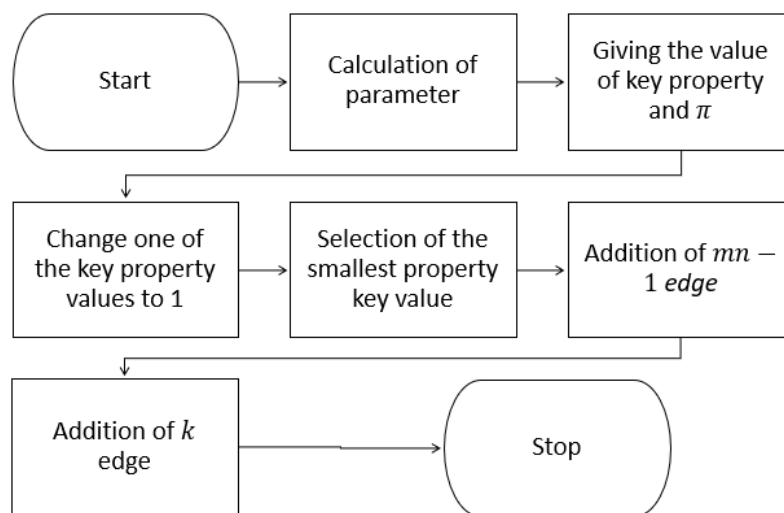 Start
Calculation of
parameter
Giving the value
of key property
and π
Change one of
the key property
values to 1
Selection of the
smallest property
key value
Addition of mn −
1 edge
Addition of k
edge
Stop